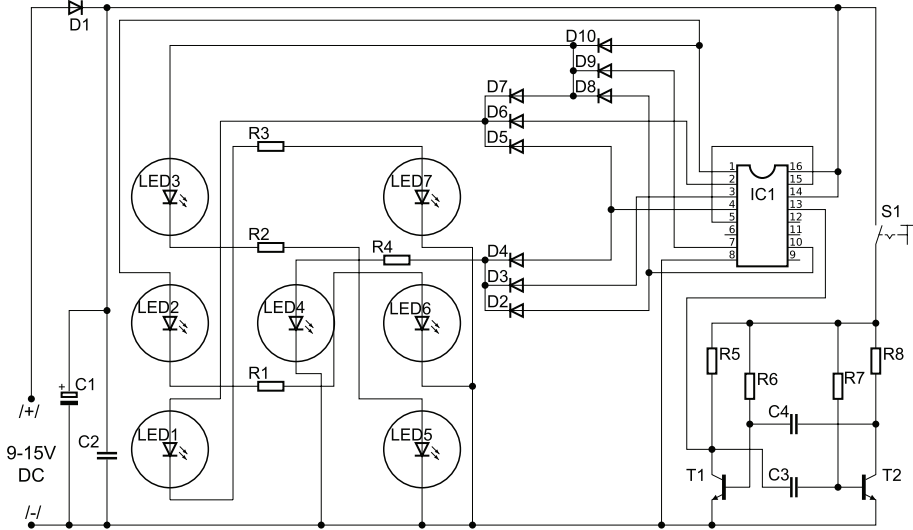 D1
D10
D9
D8
D7
D6
D5
R3
LED3
LED7
1
2
3
4
5
6
7
8
IC1
16
15
14
13
12
11
10
9
S1
R2
R4
D4
D3
D2
LED2
LED4
LED6
R1
R5
R6
R7
R8
C4
C3
T1
T2
+
C1
C2
LED1
LED5
/+/
9-15V
DC
/-/